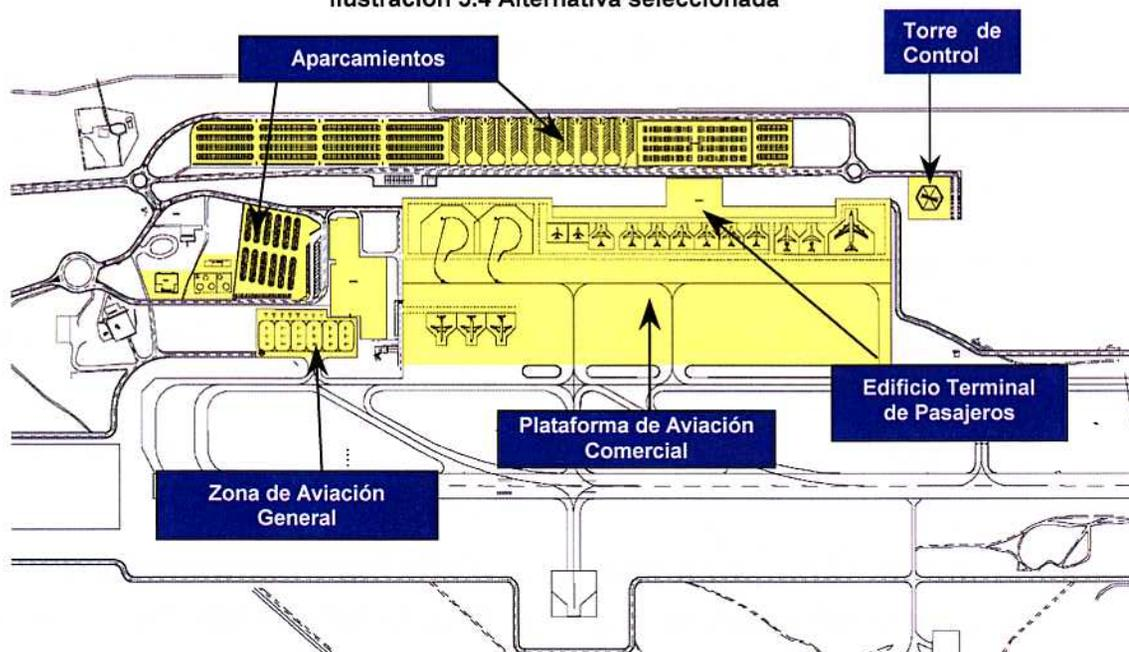 Ilustración 5.4 Alternativa seleccionada
Torre de
Control
Aparcamientos
Edificio Terminal
de Pasajeros
Plataforma de Aviación
Comercial
Zona de Aviación
General